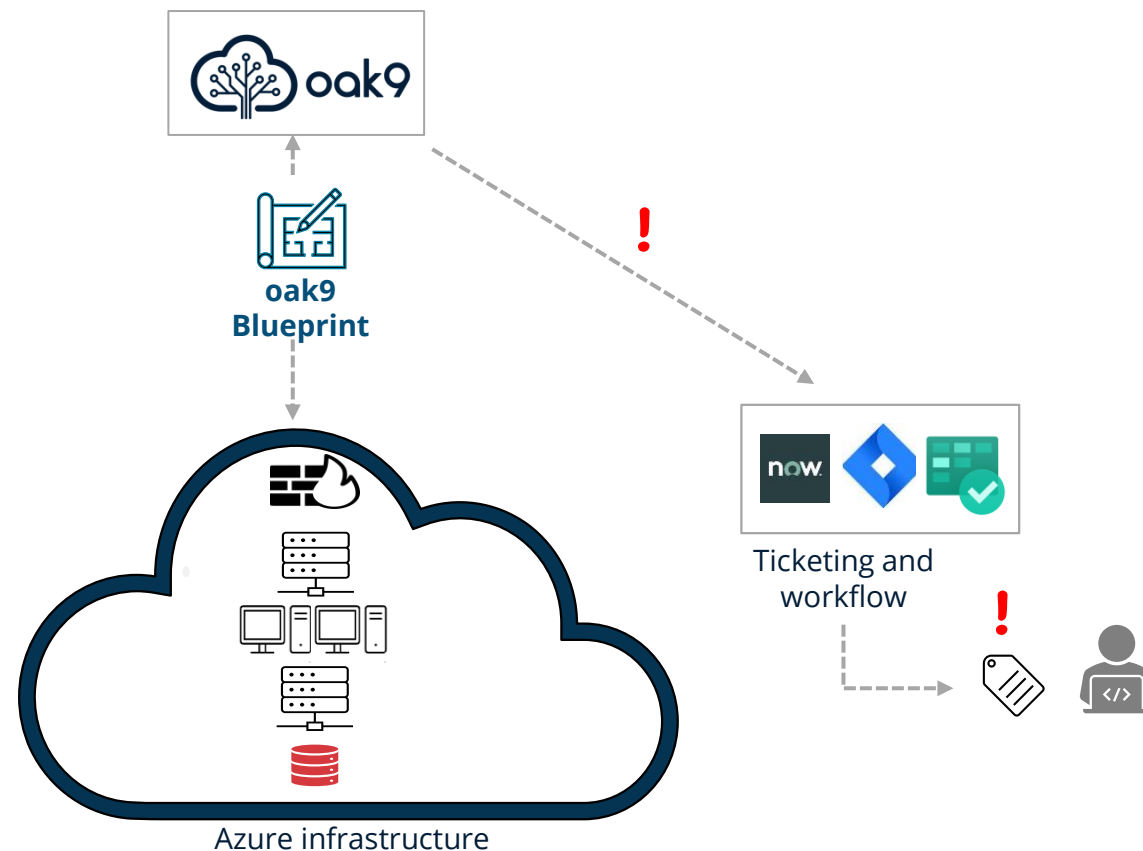 oak9
oak9
Blueprint
now.
Ticketing and
workflow
!
!
</>
Azure infrastructure